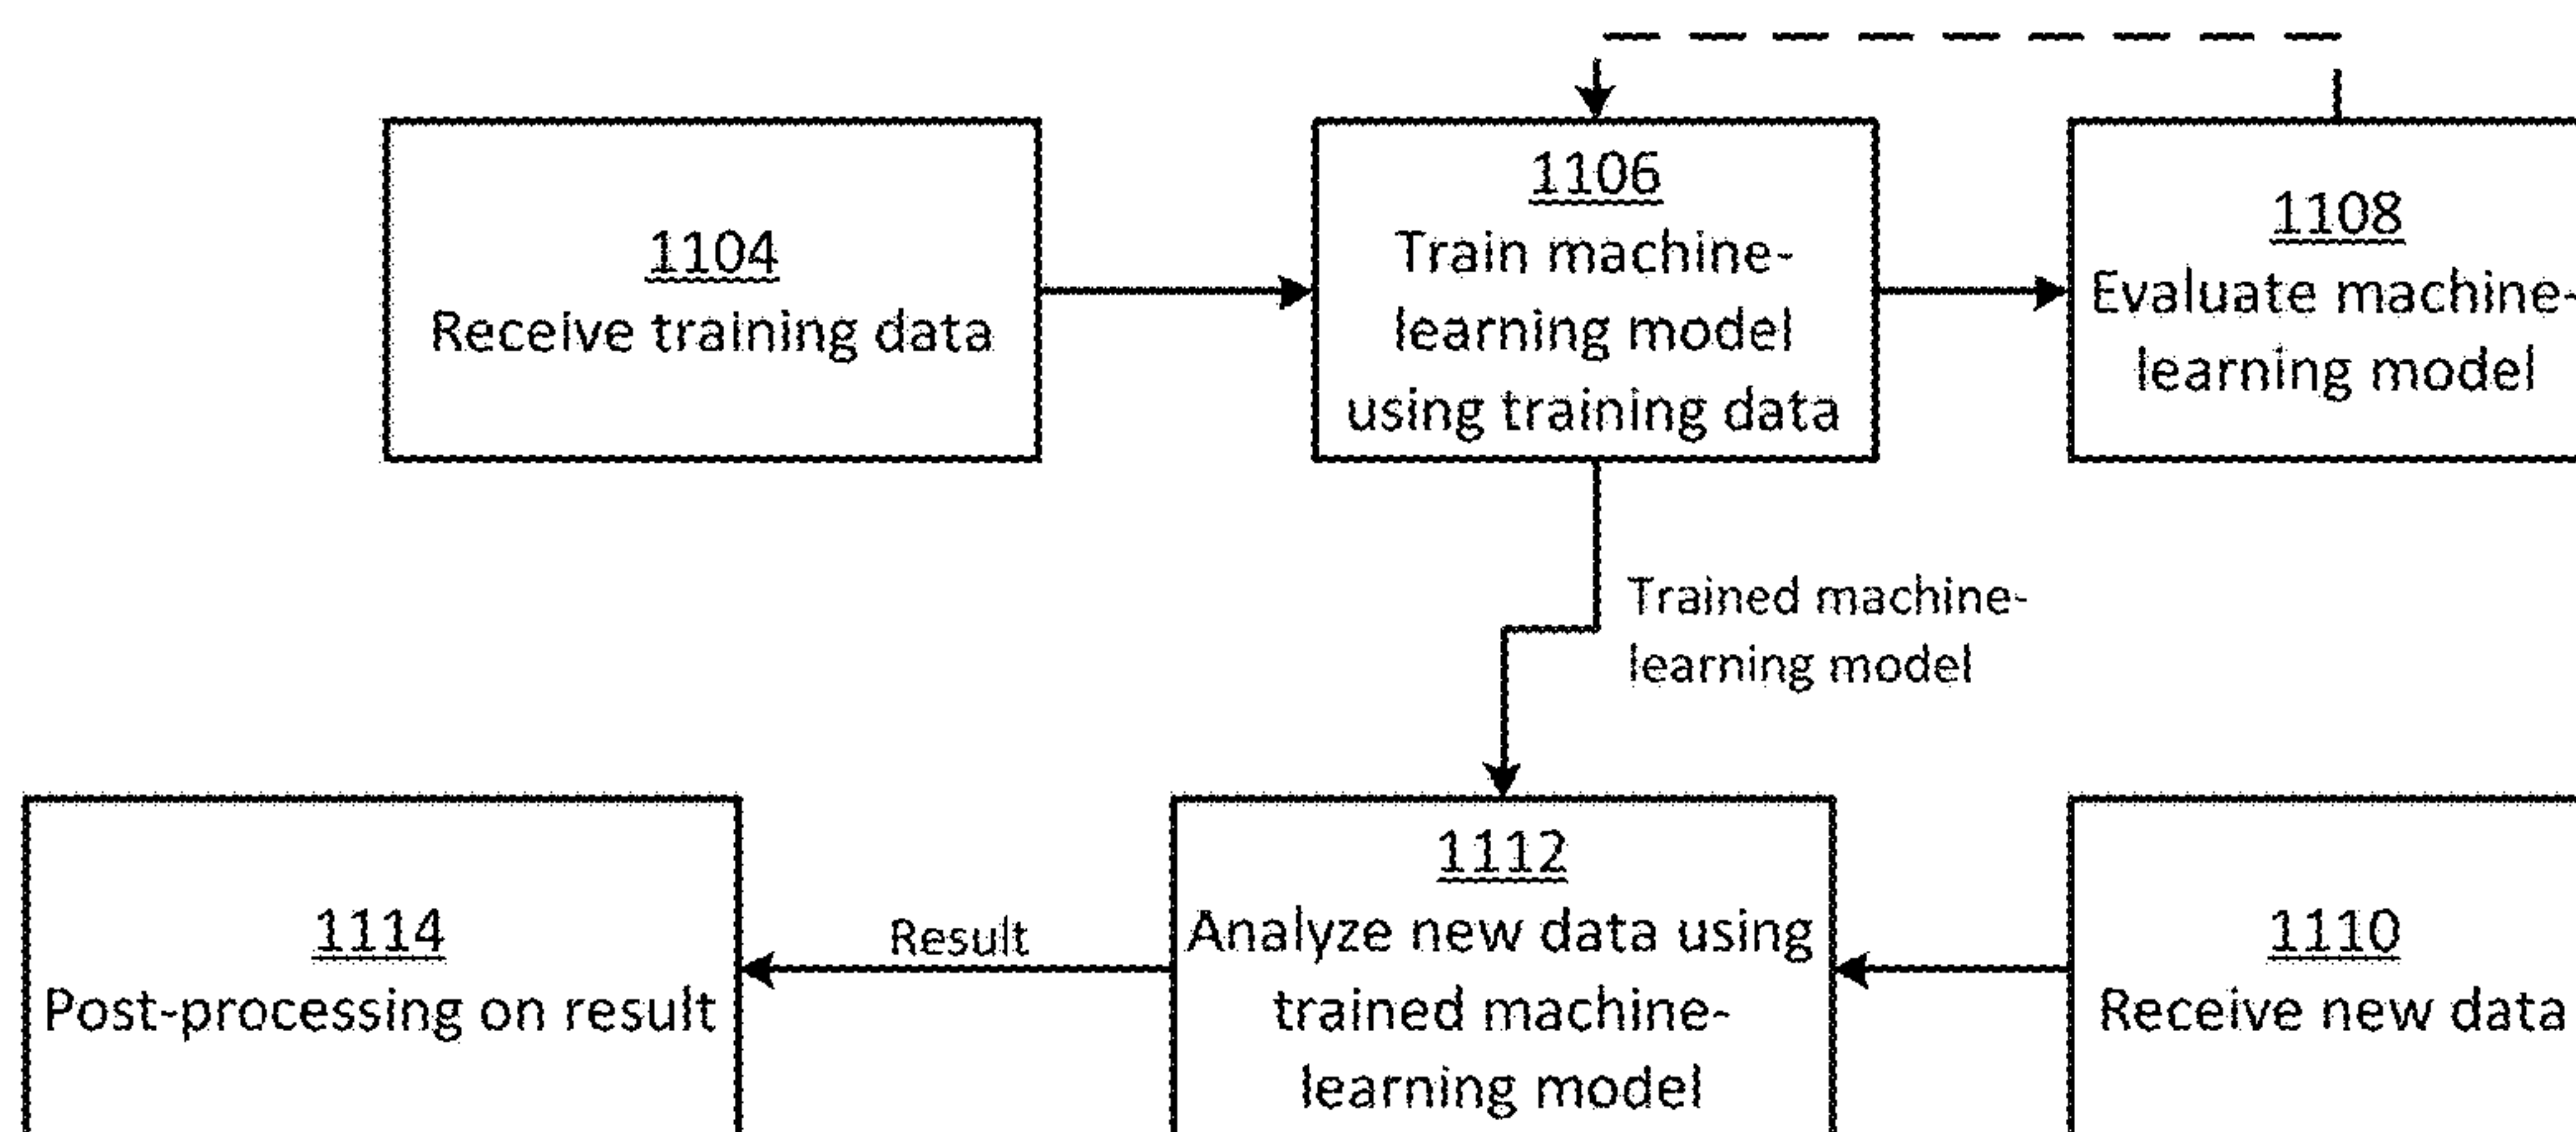 1104
Receive training data
1106
Train machine-
learning model
using training data
1108
Evaluate machine-
learning model
Trained machine-
learning model
1114
Post-processing on result
Result
1112
Analyze new data using
trained machine-
learning model
1110
Receive new data